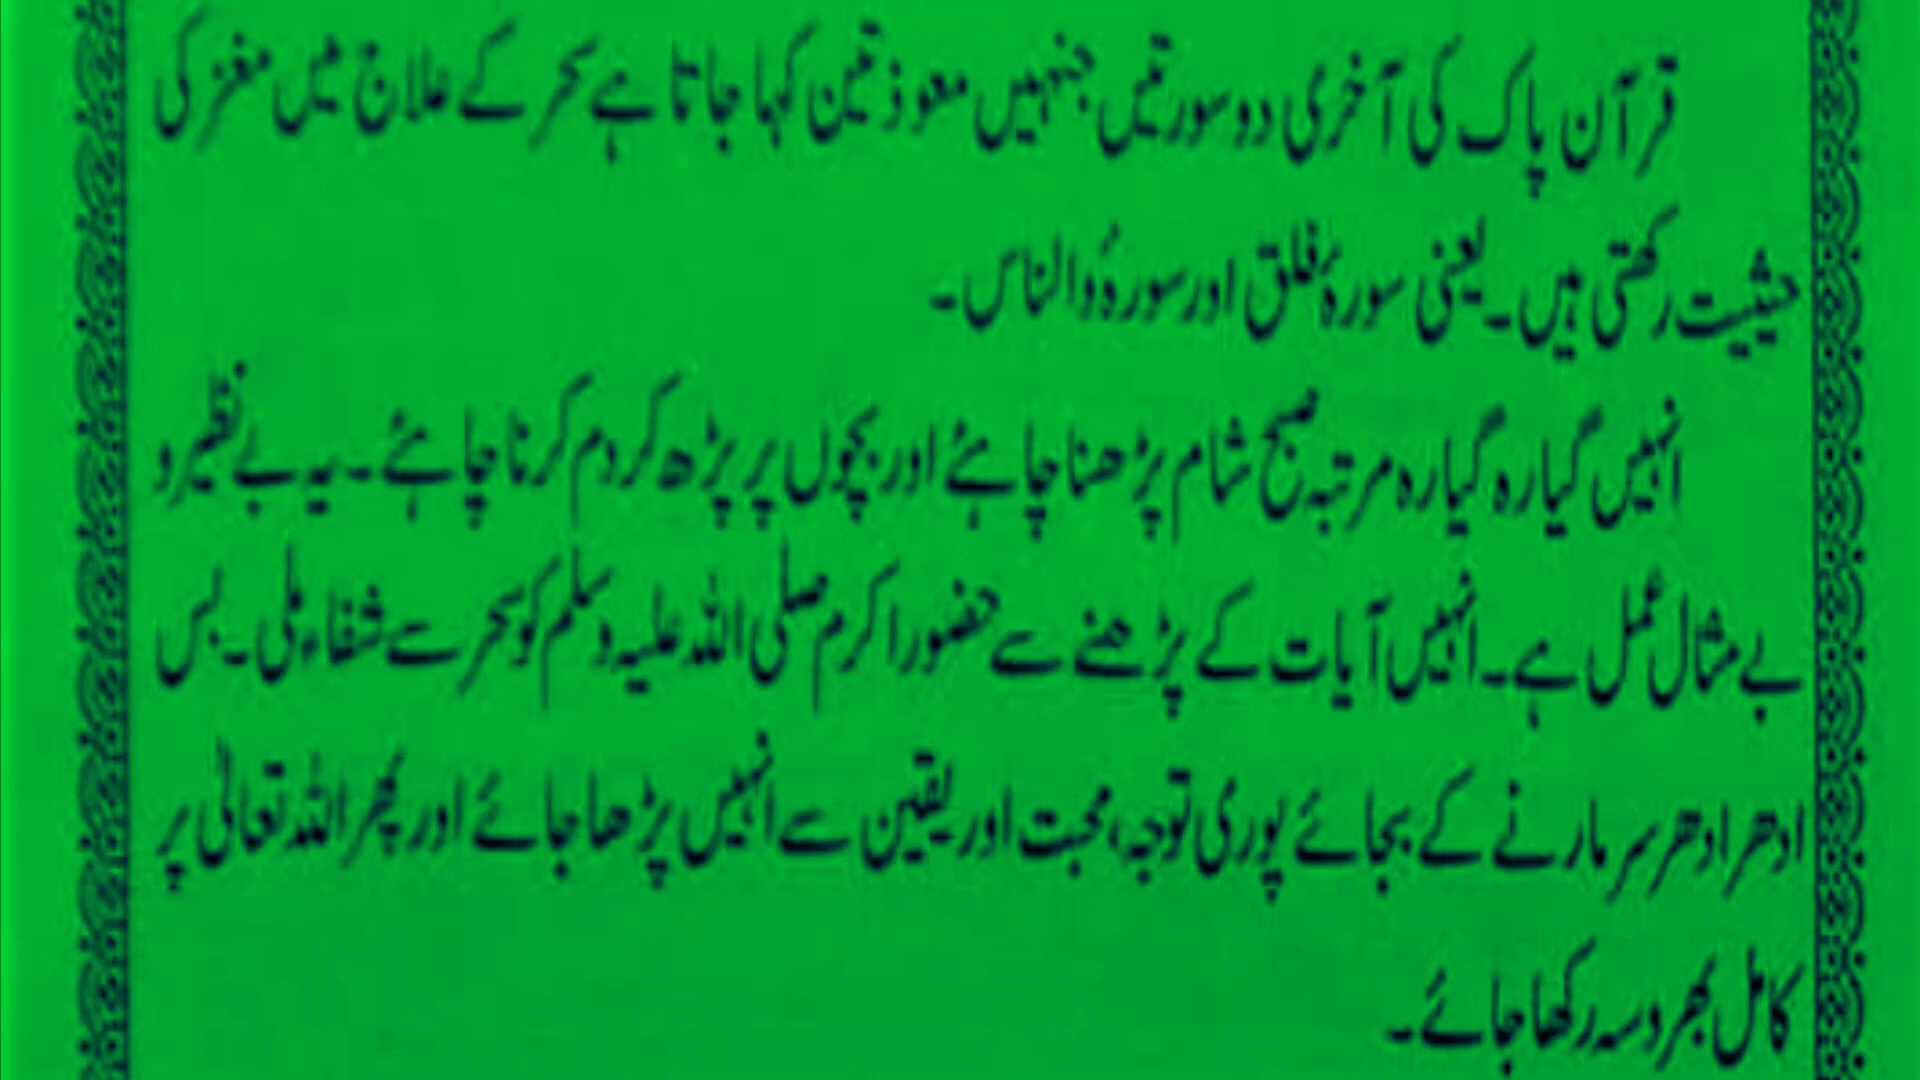 قرآن پاک کی آخری دو سورتیں جنہیں معوذتین کہا جاتا ہے سحر کے علاج میں مغز کی
حیثیت رکھتی ہیں۔ یعنی سورۂ فلق اور سورۂ والناس۔
انہیں گیارہ گیارہ مرتبہ صبح شام پڑھنا چاہئے اور بچوں پر پڑھ کر دم کرنا چاہئے۔ یہ بے نظیر و
بے مثال عمل ہے۔ انہیں آیات کے پڑھنے سے حضور اکرم صلی اللہ علیہ وسلم کو سحر سے شفاء ملی۔ بس
ادھر ادھر سر مارنے کے بجائے پوری توجہ، محبت اور یقین سے انہیں پڑھا جائے اور پھر اللہ تعالیٰ پر
کامل بھروسہ رکھا جائے۔